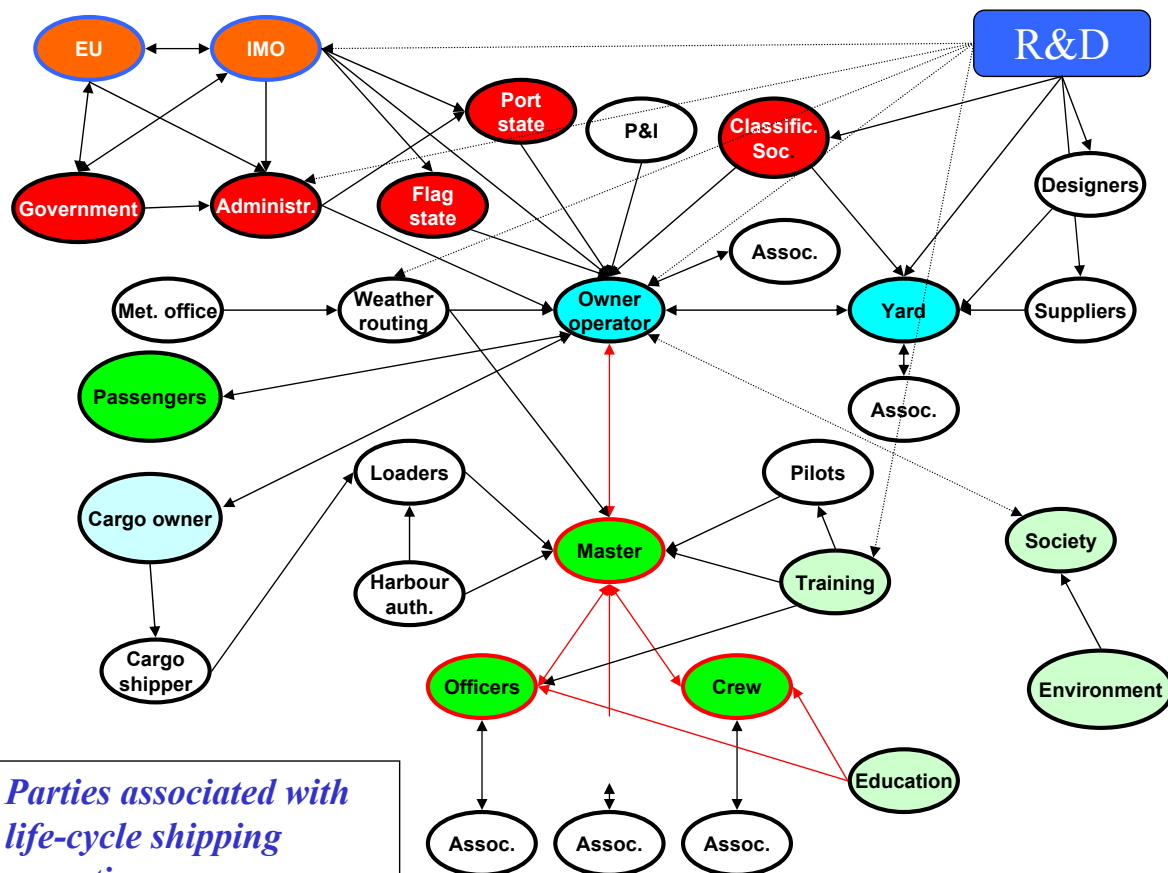 EU
IMO
R&D
Port
state
P&I
Classific.
Soc.
Designers
Government
Administr.
Flag
state
Assoc.
Met. office
Weather
routing
Owner
operator
Yard
Suppliers
Passengers
Assoc.
Loaders
Pilots
Cargo owner
Master
Society
Harbour
auth.
Training
Cargo
shipper
Officers
Crew
Environment
Education
Parties associated with
life-cycle shipping
Assoc.
Assoc.
Assoc.